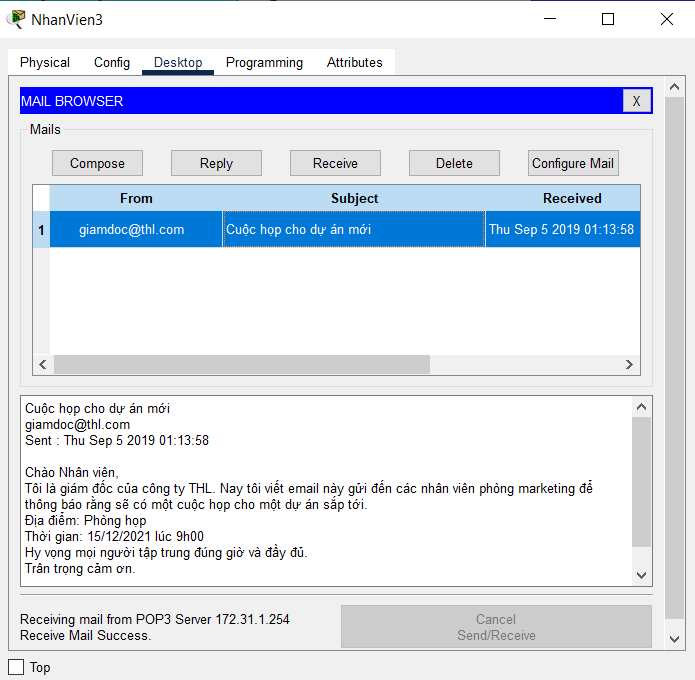 NhanVien3
Physical Config Desktop Programming Attributes
MAIL BROWSER X
Mails
Compose Reply Receive Delete Configure Mail
From Subject Received
1 giamdoc@thl.com Cuộc họp cho dự án mới Thu Sep 5 2019 01:13:58
Cuộc họp cho dự án mới
giamdoc@thl.com
Sent : Thu Sep 5 2019 01:13:58
Chào Nhân viên,
Tôi là giám đốc của công ty THL. Nay tôi viết email này gửi đến các nhân viên phòng marketing để
thông báo rằng sẽ có một cuộc họp cho một dự án sắp tới.
Địa điểm: Phòng họp
Thời gian: 15/12/2021 lúc 9h00
Hy vọng mọi người tập trung đúng giờ và đầy đủ.
Trân trọng cảm ơn.
Receiving mail from POP3 Server 172.31.1.254
Receive Mail Success.
Cancel
Send/Receive
Top